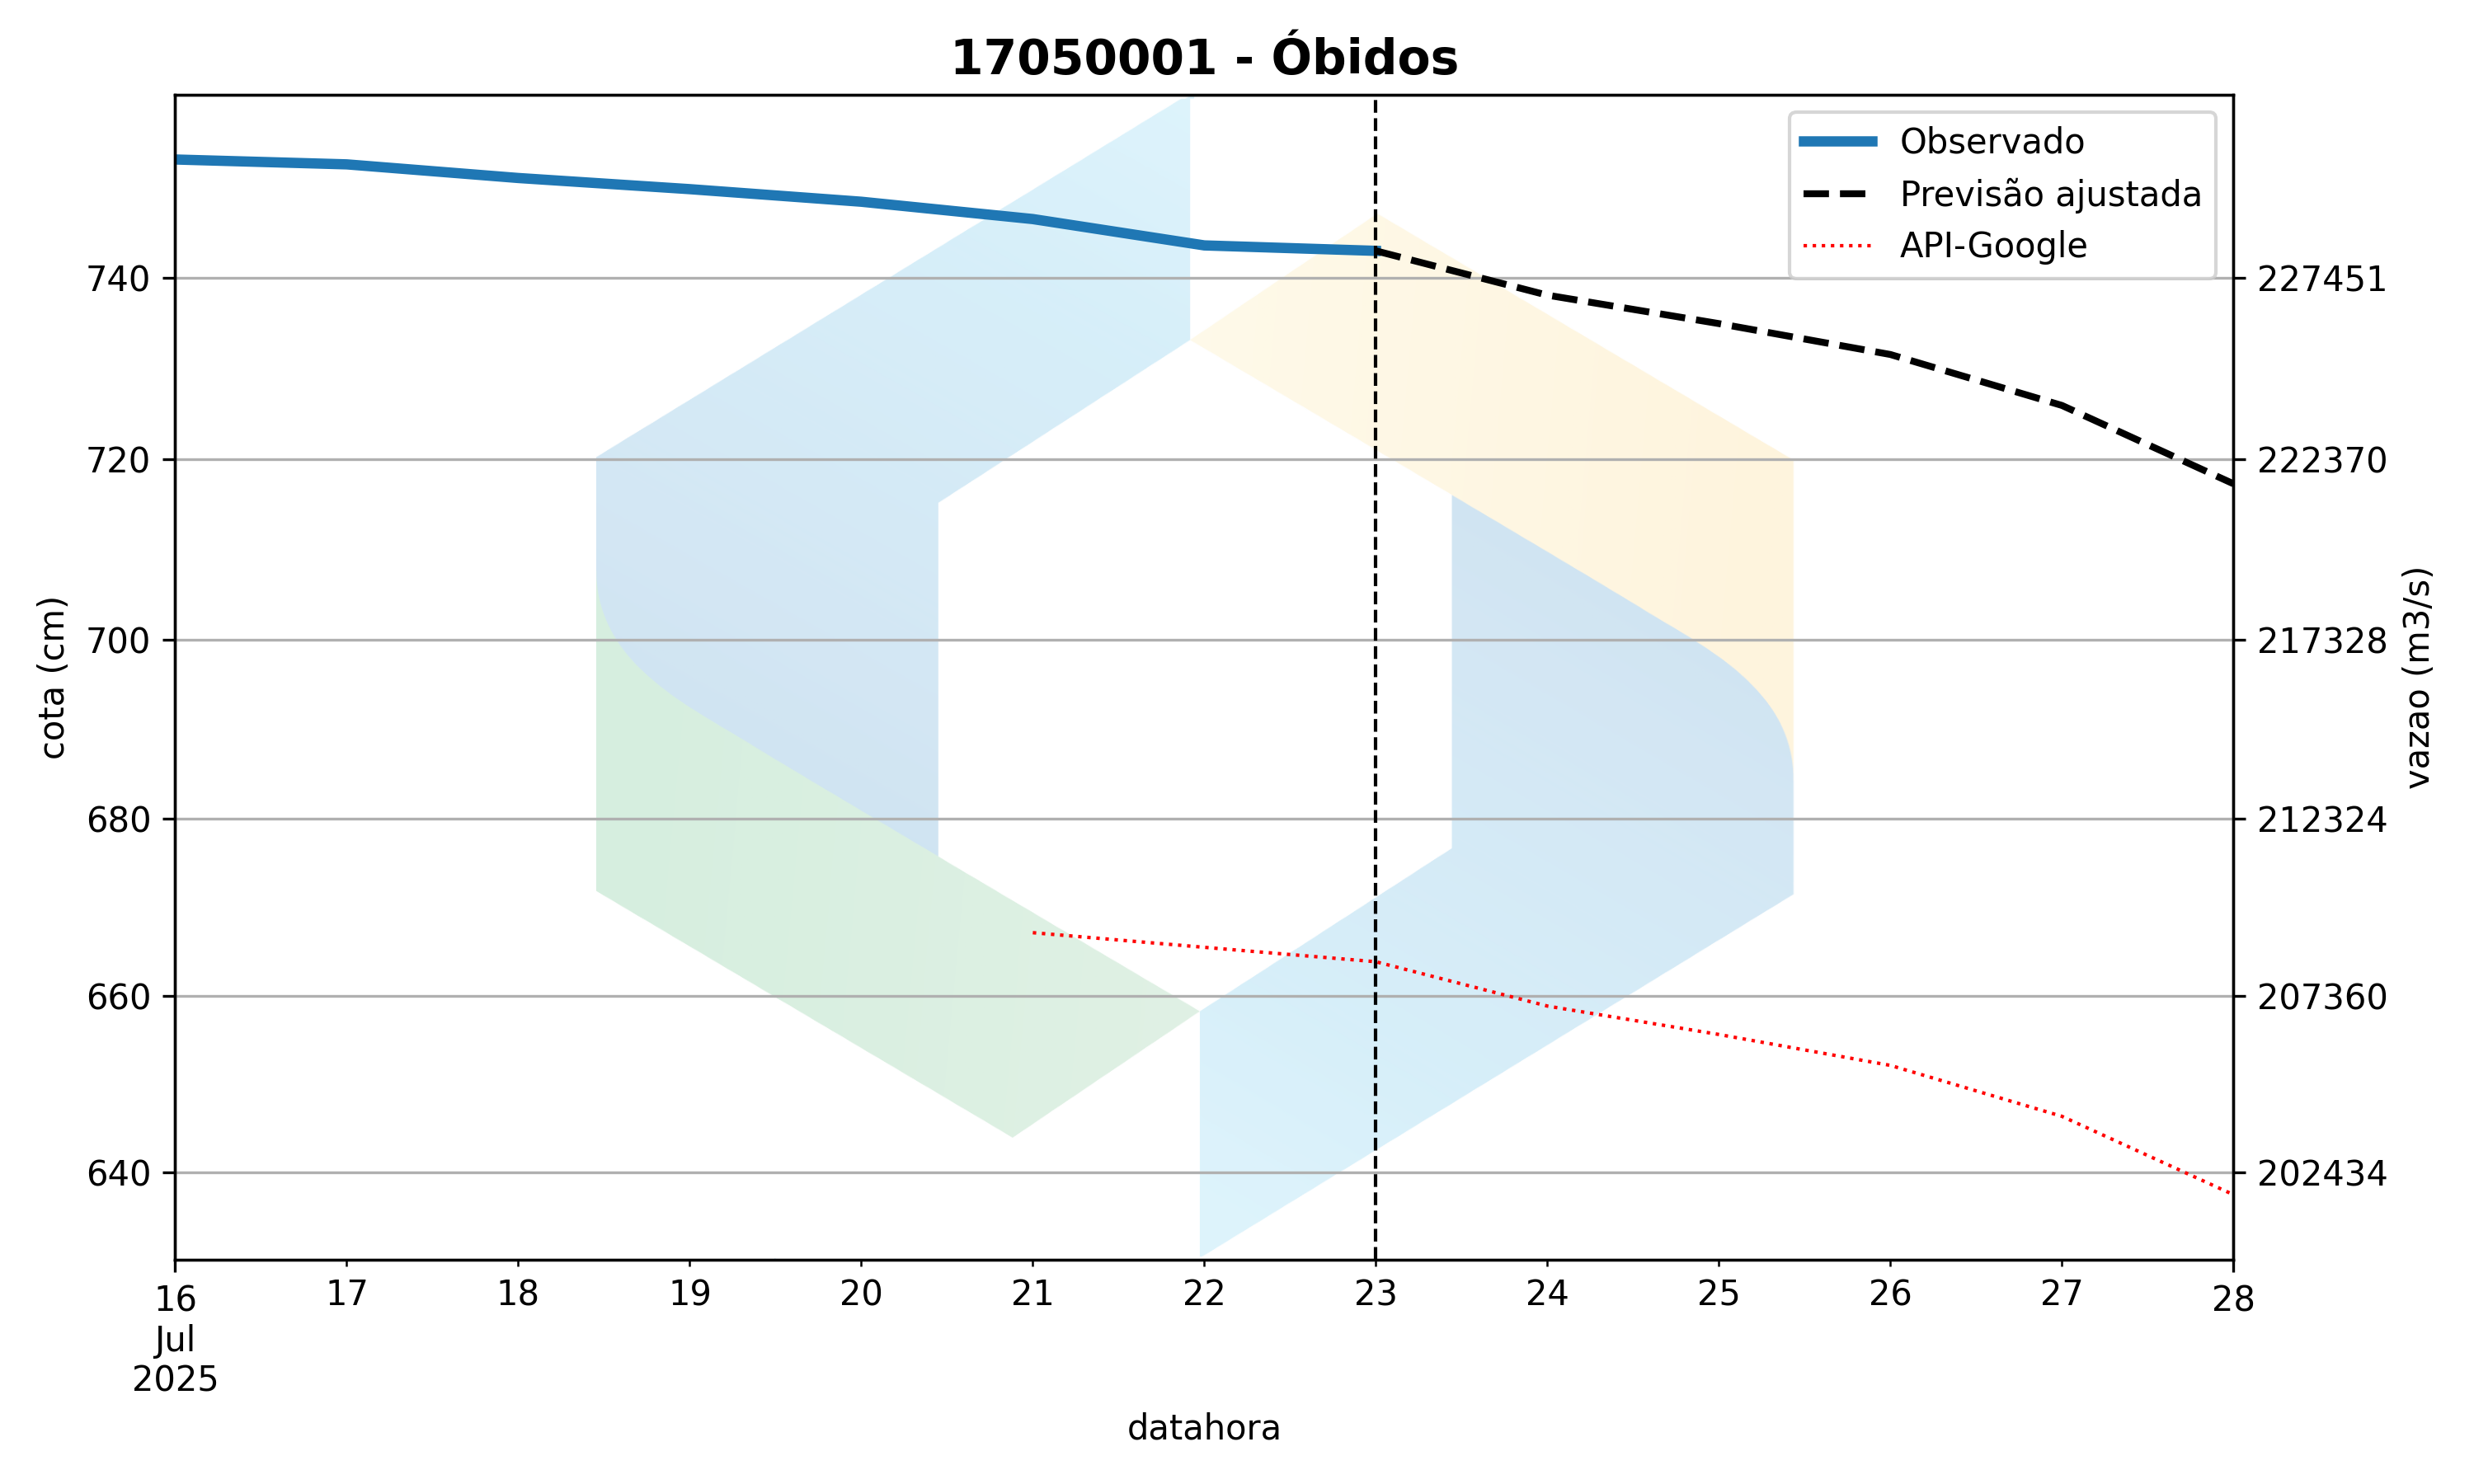 17050001 - Óbidos
Observado
Previsão ajustada
API-Google
740
720
700
680
660
640
cota (cm)
227451
222370
217328
212324
207360
202434
vazao (m3/s)
16 17 18 19 20 21 22 23 24 25 26 27 28
Jul
2025
datahora